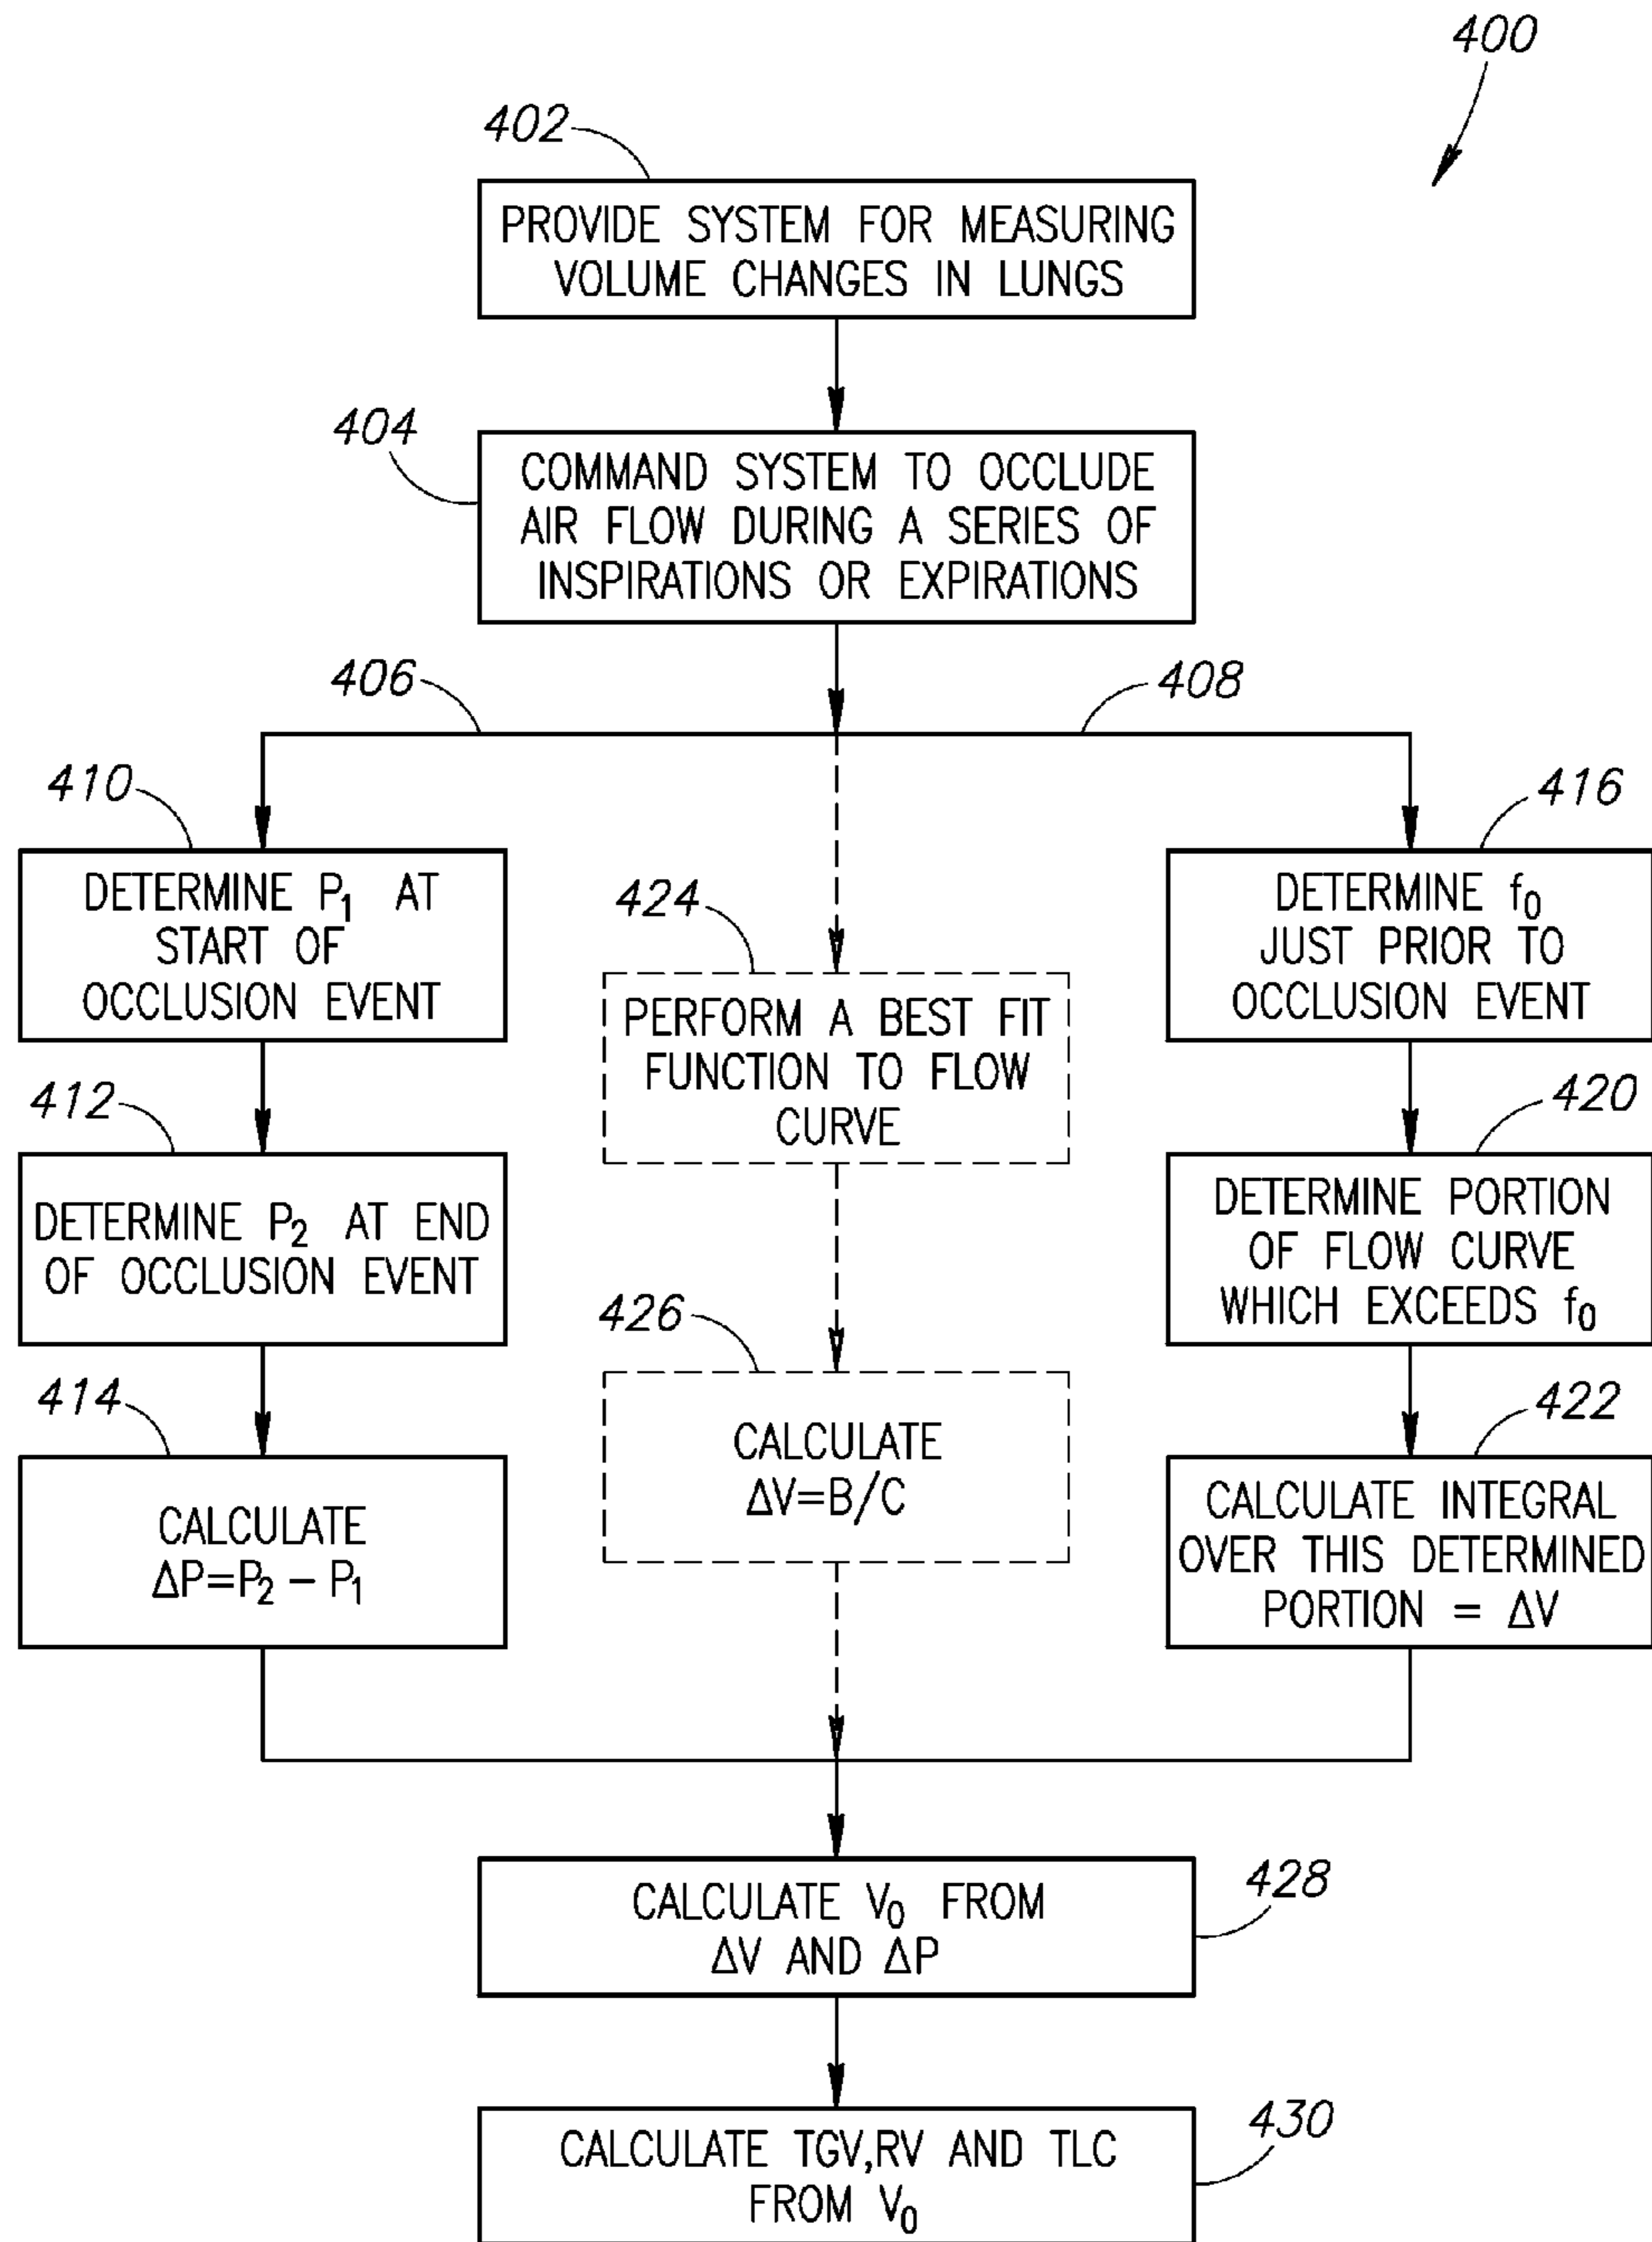 400
402
PROVIDE SYSTEM FOR MEASURING
VOLUME CHANGES IN LUNGS
404
COMMAND SYSTEM TO OCCLUDE
AIR FLOW DURING A SERIES OF
INSPIRATIONS OR EXPIRATIONS
406
408
410
DETERMINE P₁ AT
START OF
OCCLUSION EVENT
412
DETERMINE P₂ AT END
OF OCCLUSION EVENT
414
CALCULATE
ΔP=P₂ – P₁
424
PERFORM A BEST FIT
FUNCTION TO FLOW
CURVE
426
CALCULATE
ΔV=B/C
416
DETERMINE f₀
JUST PRIOR TO
OCCLUSION EVENT
420
DETERMINE PORTION
OF FLOW CURVE
WHICH EXCEEDS f₀
422
CALCULATE INTEGRAL
OVER THIS DETERMINED
PORTION = ΔV
428
CALCULATE V₀ FROM
ΔV AND ΔP
430
CALCULATE TGV,RV AND TLC
FROM V₀